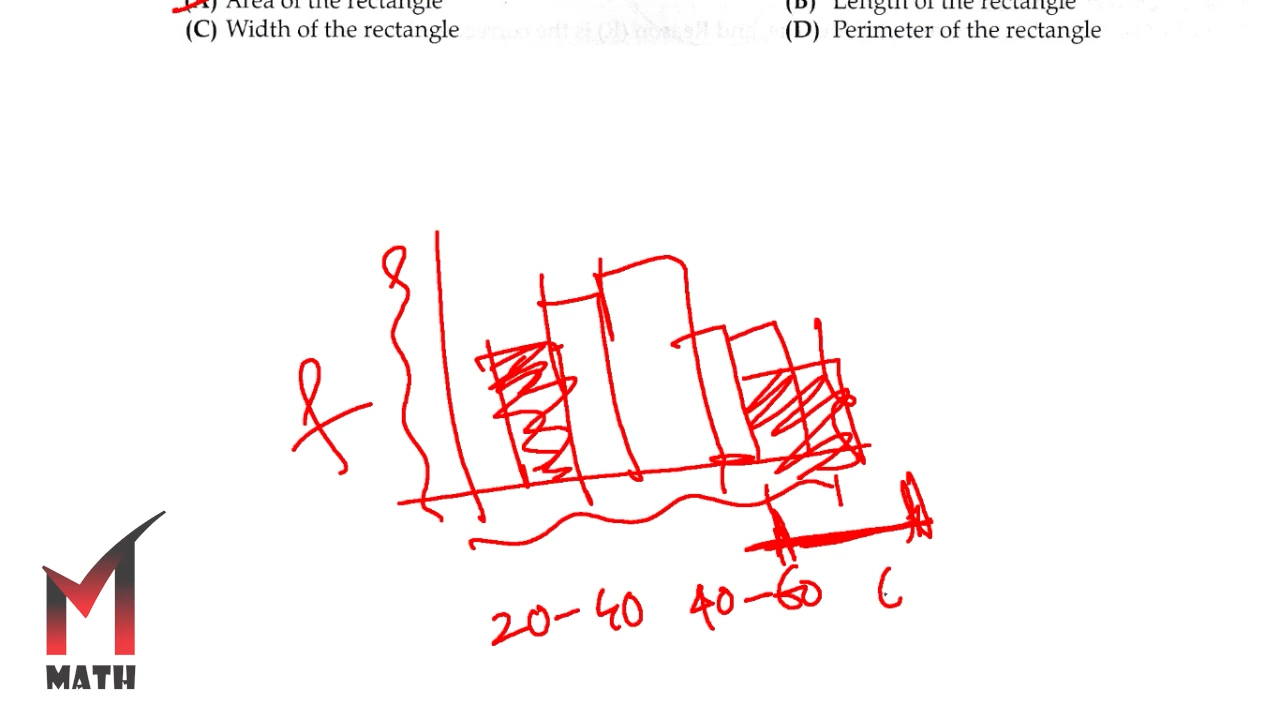 (A) Area of the rectangle (B) Length of the rectangle
(C) Width of the rectangle (D) Perimeter of the rectangle
f
20-40 40-60 6
MATH